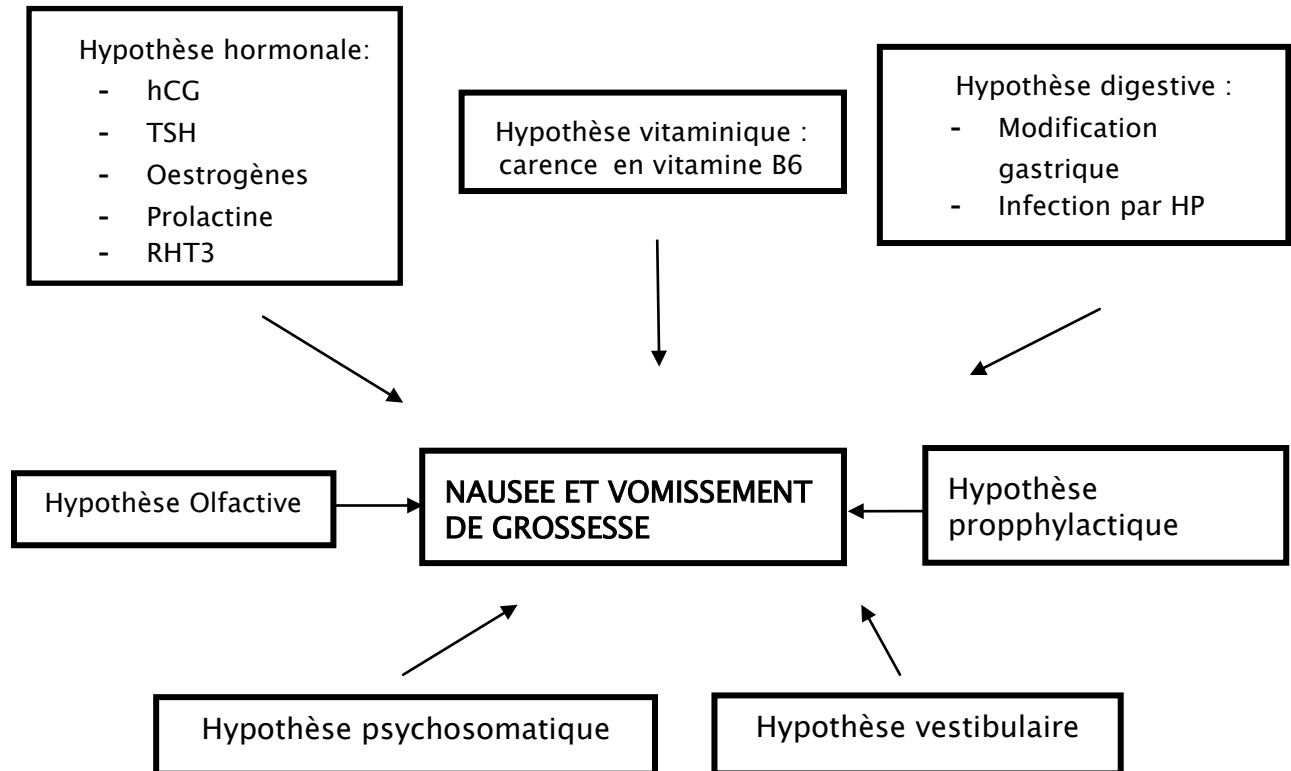 Hypothèse hormonale:
- hCG
- TSH
- Oestrogènes
- Prolactine
- RHT3
Hypothèse vitaminique :
carence en vitamine B6
Hypothèse digestive :
- Modification
gastrique
- Infection par HP
Hypothèse Olfactive
NAUSEE ET VOMISSEMENT
DE GROSSESSE
Hypothèse
propphylactique
Hypothèse psychosomatique
Hypothèse vestibulaire